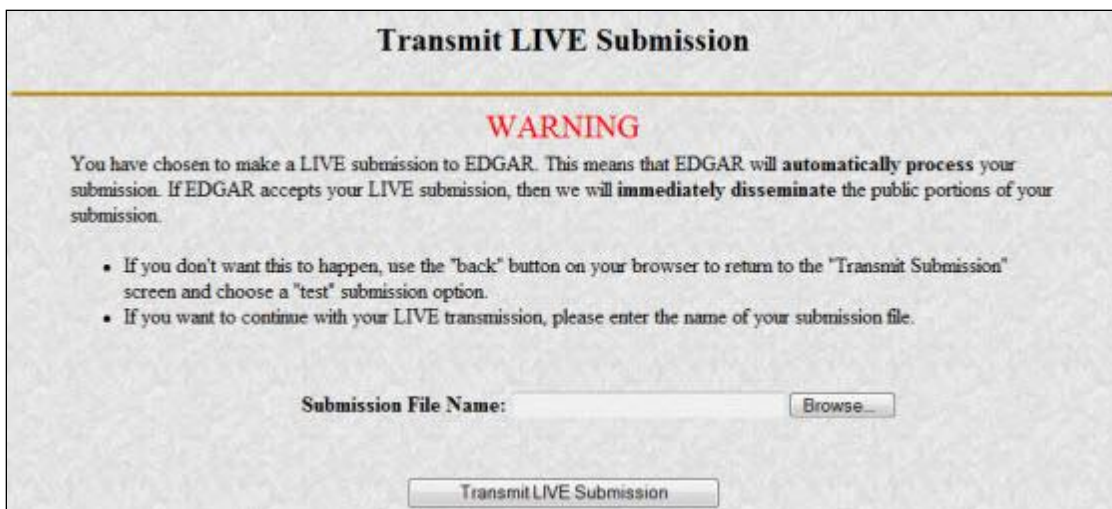 Transmit LIVE Submission
WARNING
You have chosen to make a LIVE submission to EDGAR. This means that EDGAR will automatically process your
submission. If EDGAR accepts your LIVE submission, then we will immediately disseminate the public portions of your
submission.
• If you don't want this to happen, use the "back" button on your browser to return to the "Transmit Submission"
screen and choose a "test" submission option.
• If you want to continue with your LIVE transmission, please enter the name of your submission file.
Submission File Name: Browse...
Transmit LIVE Submission